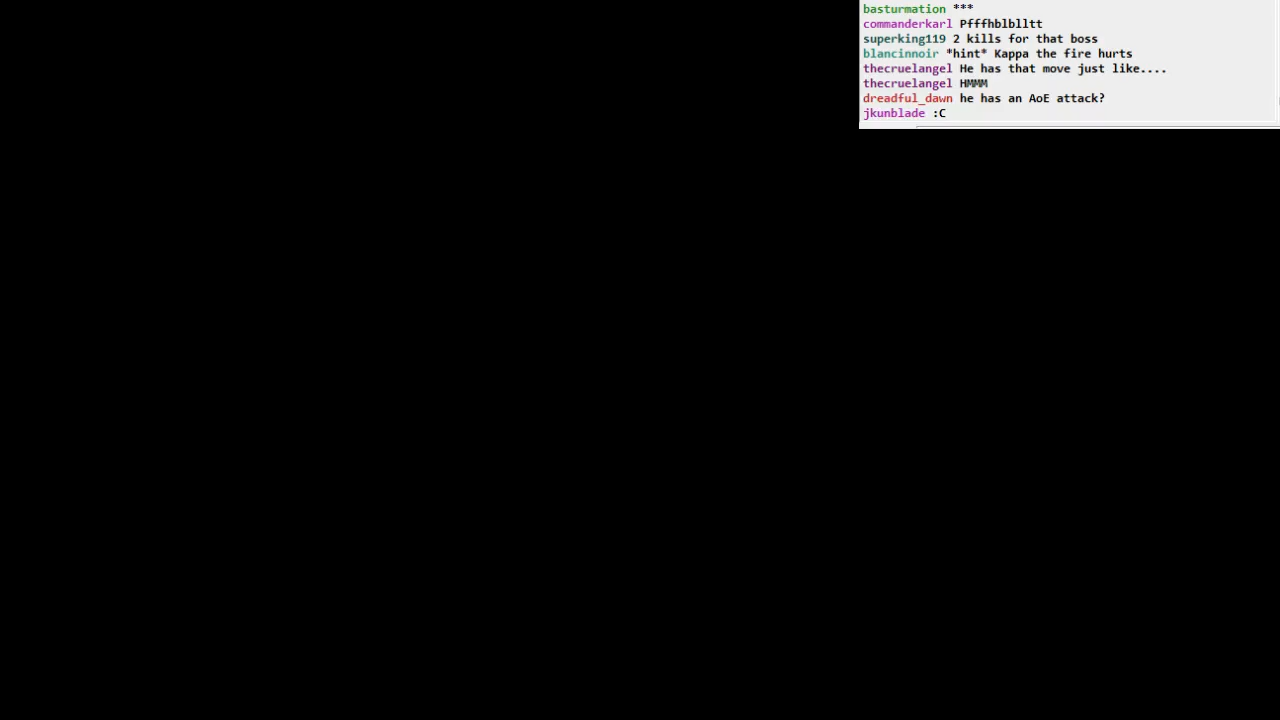 basturmation ***
commanderkarl Pfffhblblltt
superking119 2 kills for that boss
blancinnoir *hint* Kappa the fire hurts
thecruelangel He has that move just like....
thecruelangel HMMM
dreadful_dawn he has an AoE attack?
jkunblade :C